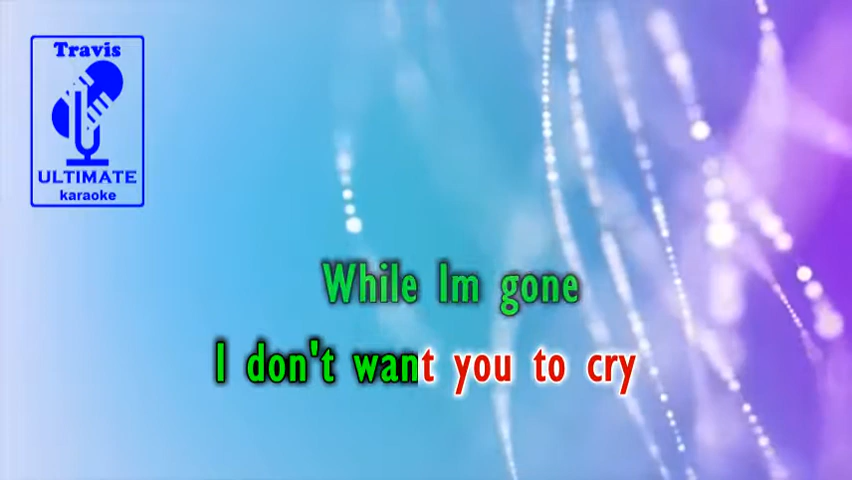 Travis
ULTIMATE
karaoke
While Im gone
I don't want you to cry